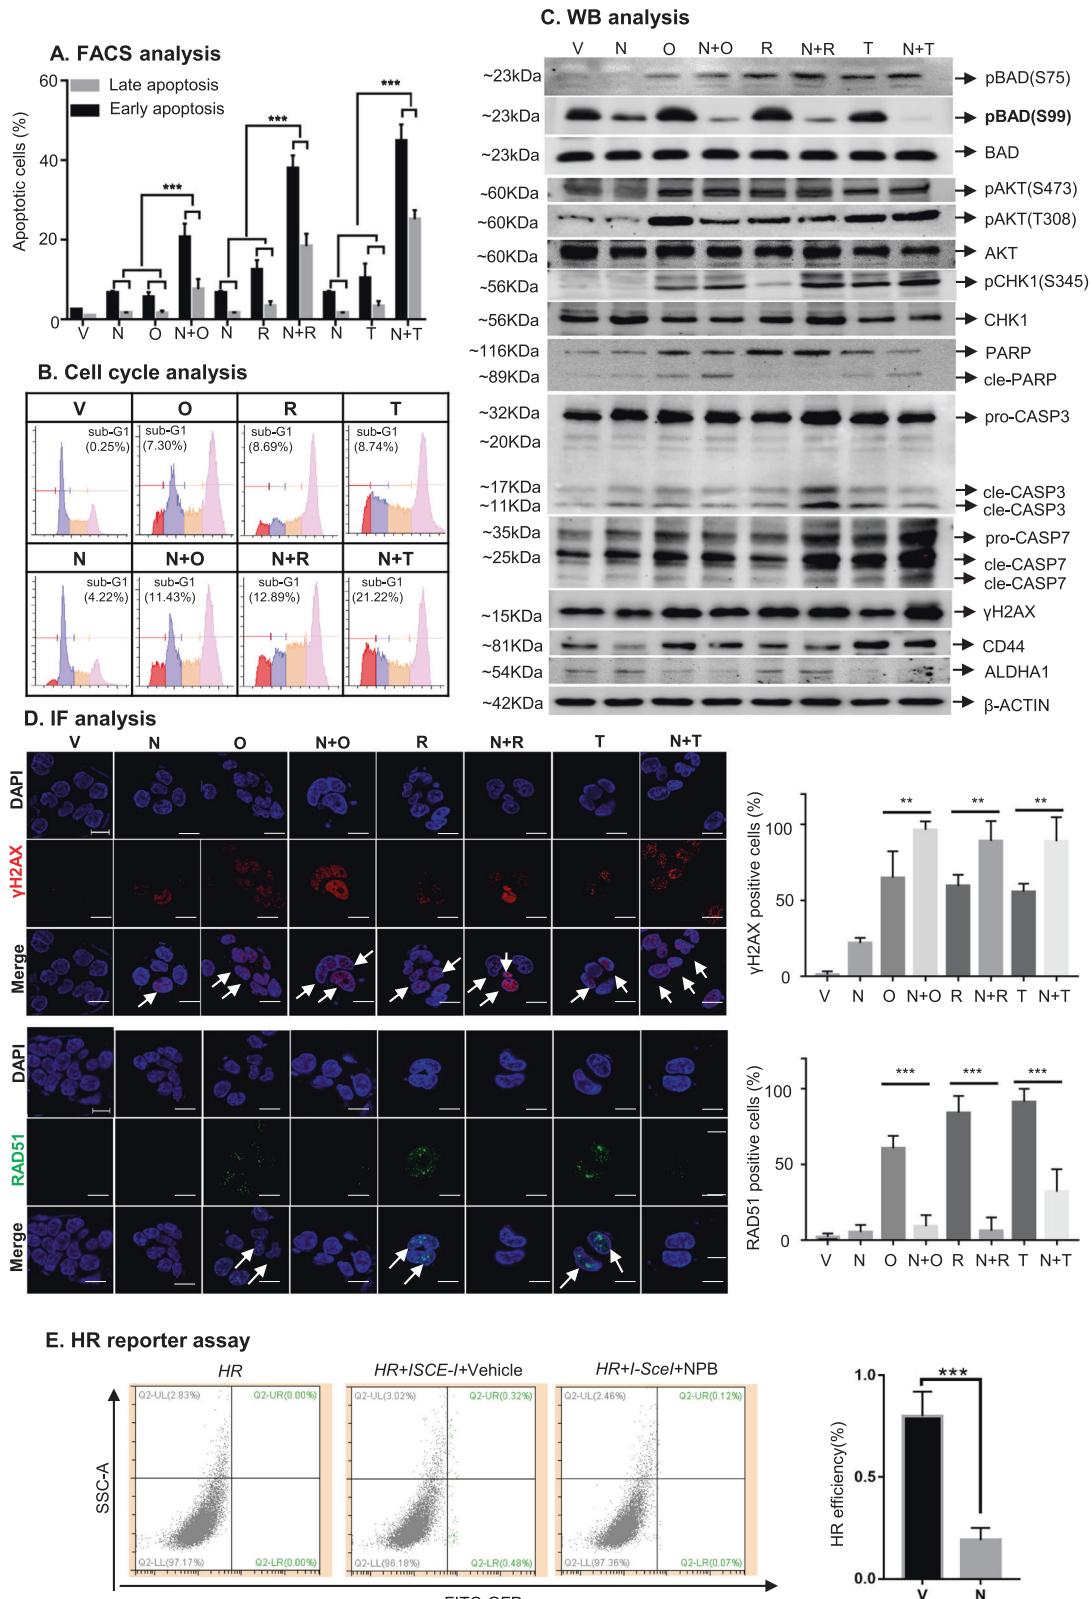 A. FACS analysis
Late apoptosis
Early apoptosis
Apoptotic cells (%)
60
40
20
0
***
***
***
V N O N+O N R N+R N T N+T
B. Cell cycle analysis
V O R T
sub-G1 (0.25%)
sub-G1 (7.30%)
sub-G1 (8.69%)
sub-G1 (8.74%)
N N+O N+R N+T
sub-G1 (4.22%)
sub-G1 (11.43%)
sub-G1 (12.89%)
sub-G1 (21.22%)
C. WB analysis
V N O N+O R N+R T N+T
~23kDa pBAD(S75)
~23kDa pBAD(S99)
~23kDa BAD
~60KDa pAKT(S473)
~60KDa pAKT(T308)
~60KDa AKT
~56KDa pCHK1(S345)
~56KDa CHK1
~116KDa PARP
~89KDa cle-PARP
~32KDa pro-CASP3
~20KDa
~17KDa cle-CASP3
~11KDa cle-CASP3
~35KDa pro-CASP7
~25KDa cle-CASP7
cle-CASP7
~15KDa γH2AX
~81KDa CD44
~54KDa ALDHA1
~42KDa β-ACTIN
D. IF analysis
V N O N+O R N+R T N+T
DAPI
γH2AX
Merge
DAPI
RAD51
Merge
γH2AX positive cells (%)
100
50
0
** ** **
V N O N+O R N+R T N+T
RAD51 positive cells (%)
100
50
0
*** *** ***
V N O N+O R N+R T N+T
E. HR reporter assay
HR
HR+ISCE-I+Vehicle
HR+I-SceI+NPB
SSC-A
Q2-UL(2.83%) Q2-UR(0.00%)
Q2-LL(97.17%) Q2-LR(0.00%)
Q2-UL(3.02%) Q2-UR(0.32%)
Q2-LL(96.18%) Q2-LR(0.48%)
Q2-UL(2.46%) Q2-UR(0.12%)
Q2-LL(97.36%) Q2-LR(0.07%)
HR efficiency(%)
1.0
0.5
0.0
***
V N